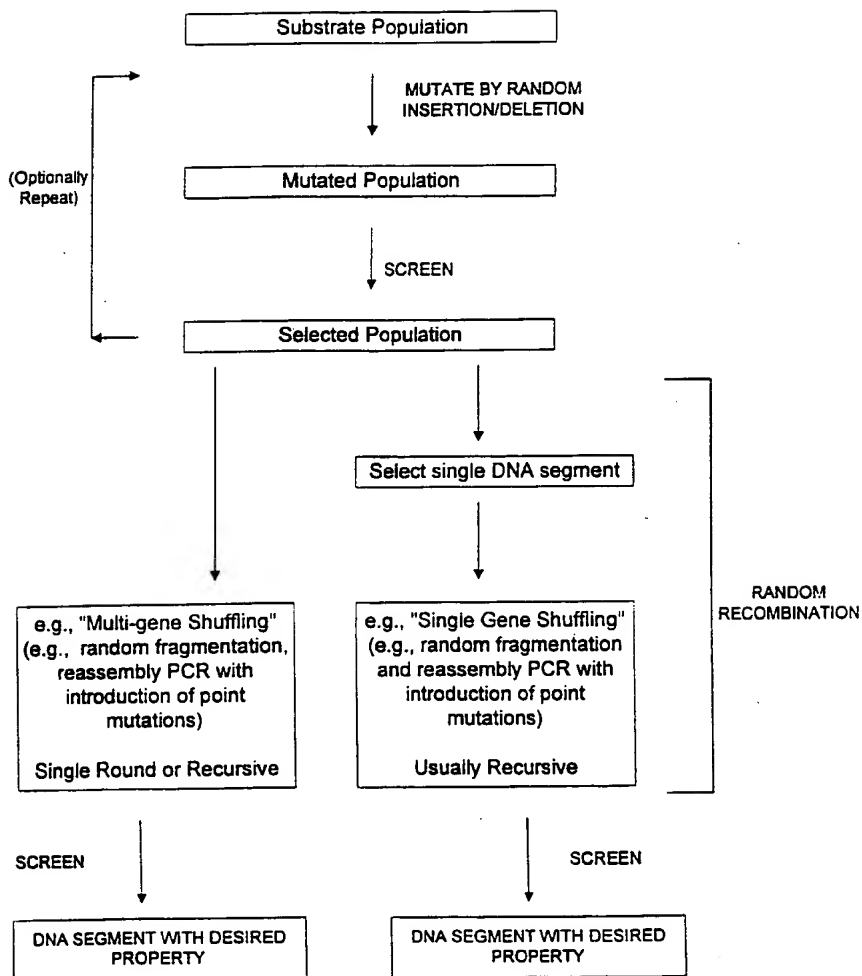 Substrate Population
MUTATE BY RANDOM
INSERTION/DELETION
(Optionally
Repeat)
Mutated Population
SCREEN
Selected Population
Select single DNA segment
e.g., "Multi-gene Shuffling"
(e.g., random fragmentation,
reassembly PCR with
introduction of point
mutations)
Single Round or Recursive
e.g., "Single Gene Shuffling"
(e.g., random fragmentation
and reassembly PCR with
introduction of point
mutations)
Usually Recursive
RANDOM
RECOMBINATION
SCREEN
SCREEN
DNA SEGMENT WITH DESIRED
PROPERTY
DNA SEGMENT WITH DESIRED
PROPERTY